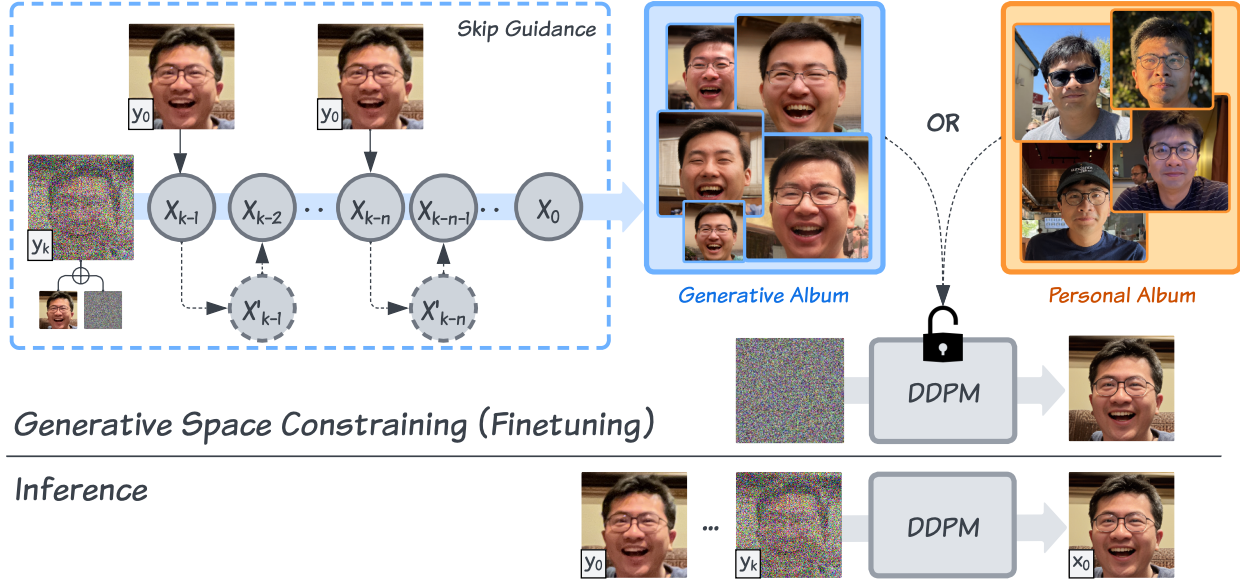 Skip Guidance
y₀
y₀
yₖ
Xₖ₋₁
Xₖ₋₂
··
Xₖ₋ₙ
Xₖ₋ₙ₋₁
··
X₀
X'ₖ₋₁
X'ₖ₋ₙ
Generative Album
OR
Personal Album
DDPM
Generative Space Constraining (Finetuning)
Inference
y₀
...
yₖ
DDPM
x₀